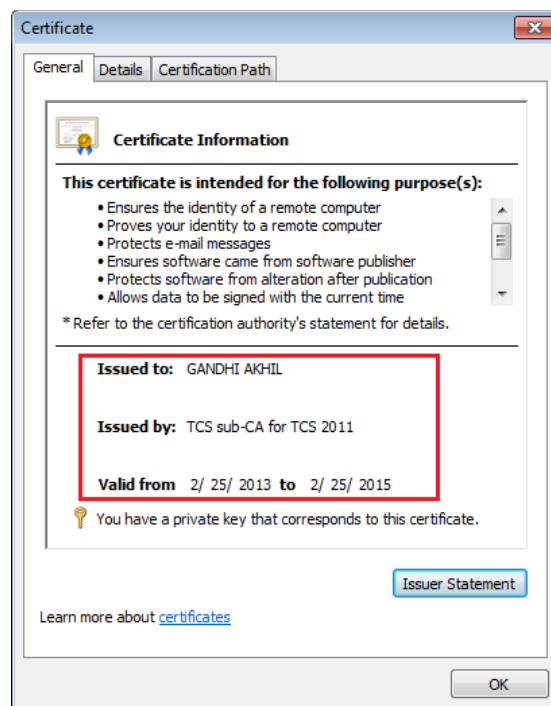 Certificate
General Details Certification Path
Certificate Information
This certificate is intended for the following purpose(s):
• Ensures the identity of a remote computer
• Proves your identity to a remote computer
• Protects e-mail messages
• Ensures software came from software publisher
• Protects software from alteration after publication
• Allows data to be signed with the current time
* Refer to the certification authority's statement for details.
Issued to: GANDHI AKHIL
Issued by: TCS sub-CA for TCS 2011
Valid from 2/ 25/ 2013 to 2/ 25/ 2015
You have a private key that corresponds to this certificate.
Issuer Statement
Learn more about certificates
OK